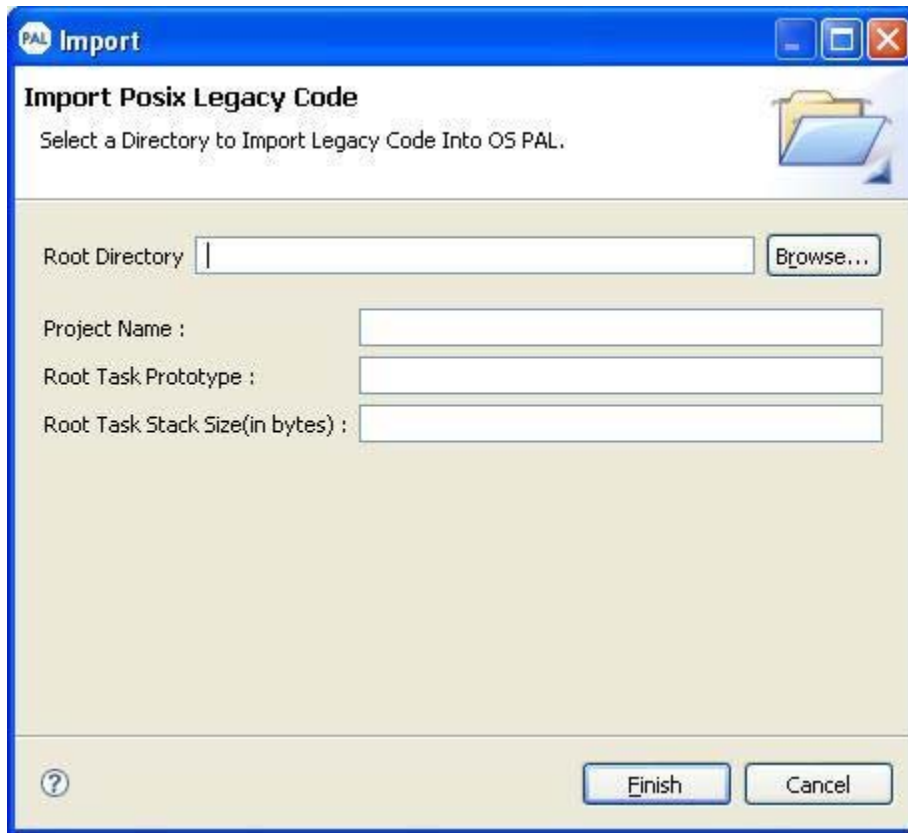 PAL Import
Import Posix Legacy Code
Select a Directory to Import Legacy Code Into OS PAL.
Root Directory Browse...
Project Name :
Root Task Prototype :
Root Task Stack Size(in bytes) :
? Finish Cancel